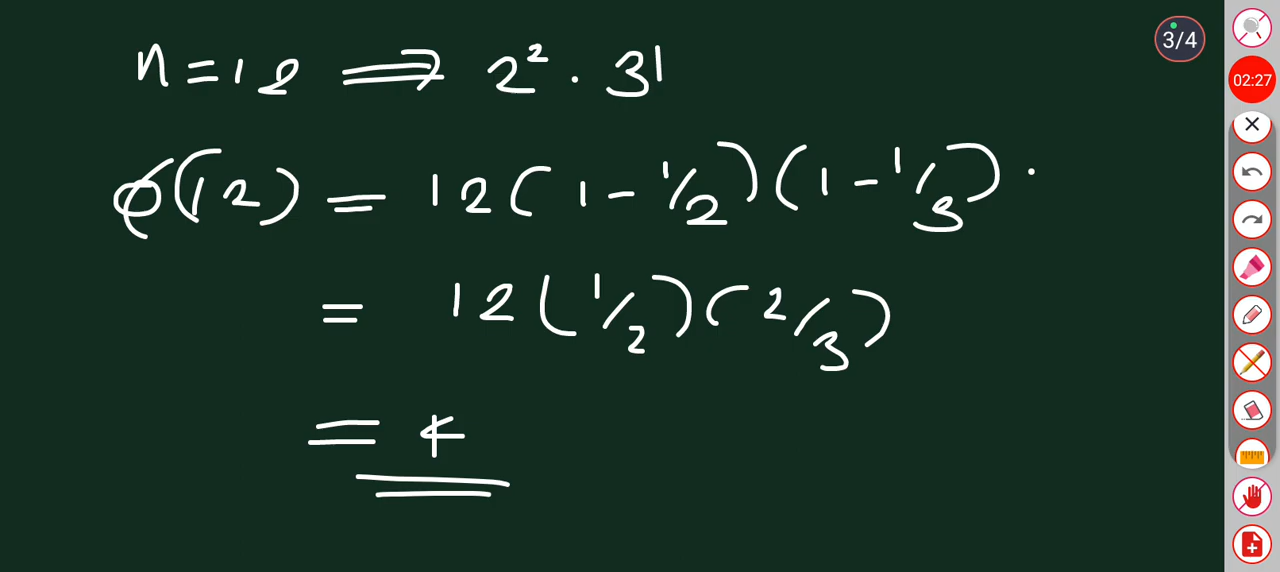 n = 12 ⟹ 2² · 3¹
φ(12) = 12(1 - 1/2)(1 - 1/3) ·
= 12(1/2)(2/3)
= 4
3/4
02:27